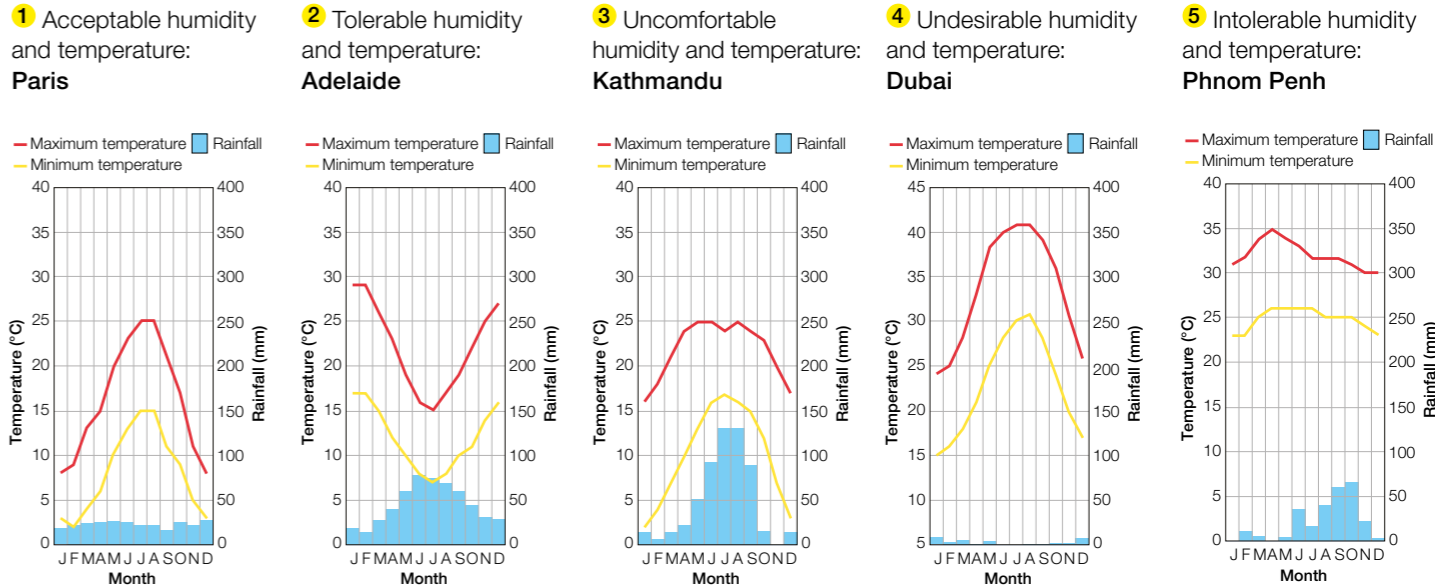 1 Acceptable humidity
and temperature:
Paris
Maximum temperature Rainfall
Minimum temperature
40 400
35 350
30 300
25 250
20 200
15 150
10 100
5 50
0 0
Temperature (°C)
Rainfall (mm)
J F M A M J J A S O N D
Month
2 Tolerable humidity
and temperature:
Adelaide
Maximum temperature Rainfall
Minimum temperature
40 400
35 350
30 300
25 250
20 200
15 150
10 100
5 50
0 0
Temperature (°C)
Rainfall (mm)
J F M A M J J A S O N D
Month
3 Uncomfortable
humidity and temperature:
Kathmandu
Maximum temperature Rainfall
Minimum temperature
40 400
35 350
30 300
25 250
20 200
15 150
10 100
5 50
0 0
Temperature (°C)
Rainfall (mm)
J F M A M J J A S O N D
Month
4 Undesirable humidity
and temperature:
Dubai
Maximum temperature Rainfall
Minimum temperature
45 400
40 350
35 300
30 250
25 200
20 150
15 100
10 50
5 0
Temperature (°C)
Rainfall (mm)
J F M A M J J A S O N D
Month
5 Intolerable humidity
and temperature:
Phnom Penh
Maximum temperature Rainfall
Minimum temperature
40 400
35 350
30 300
25 250
20 200
15 150
10 100
5 50
0 0
Temperature (°C)
Rainfall (mm)
J F M A M J J A S O N D
Month